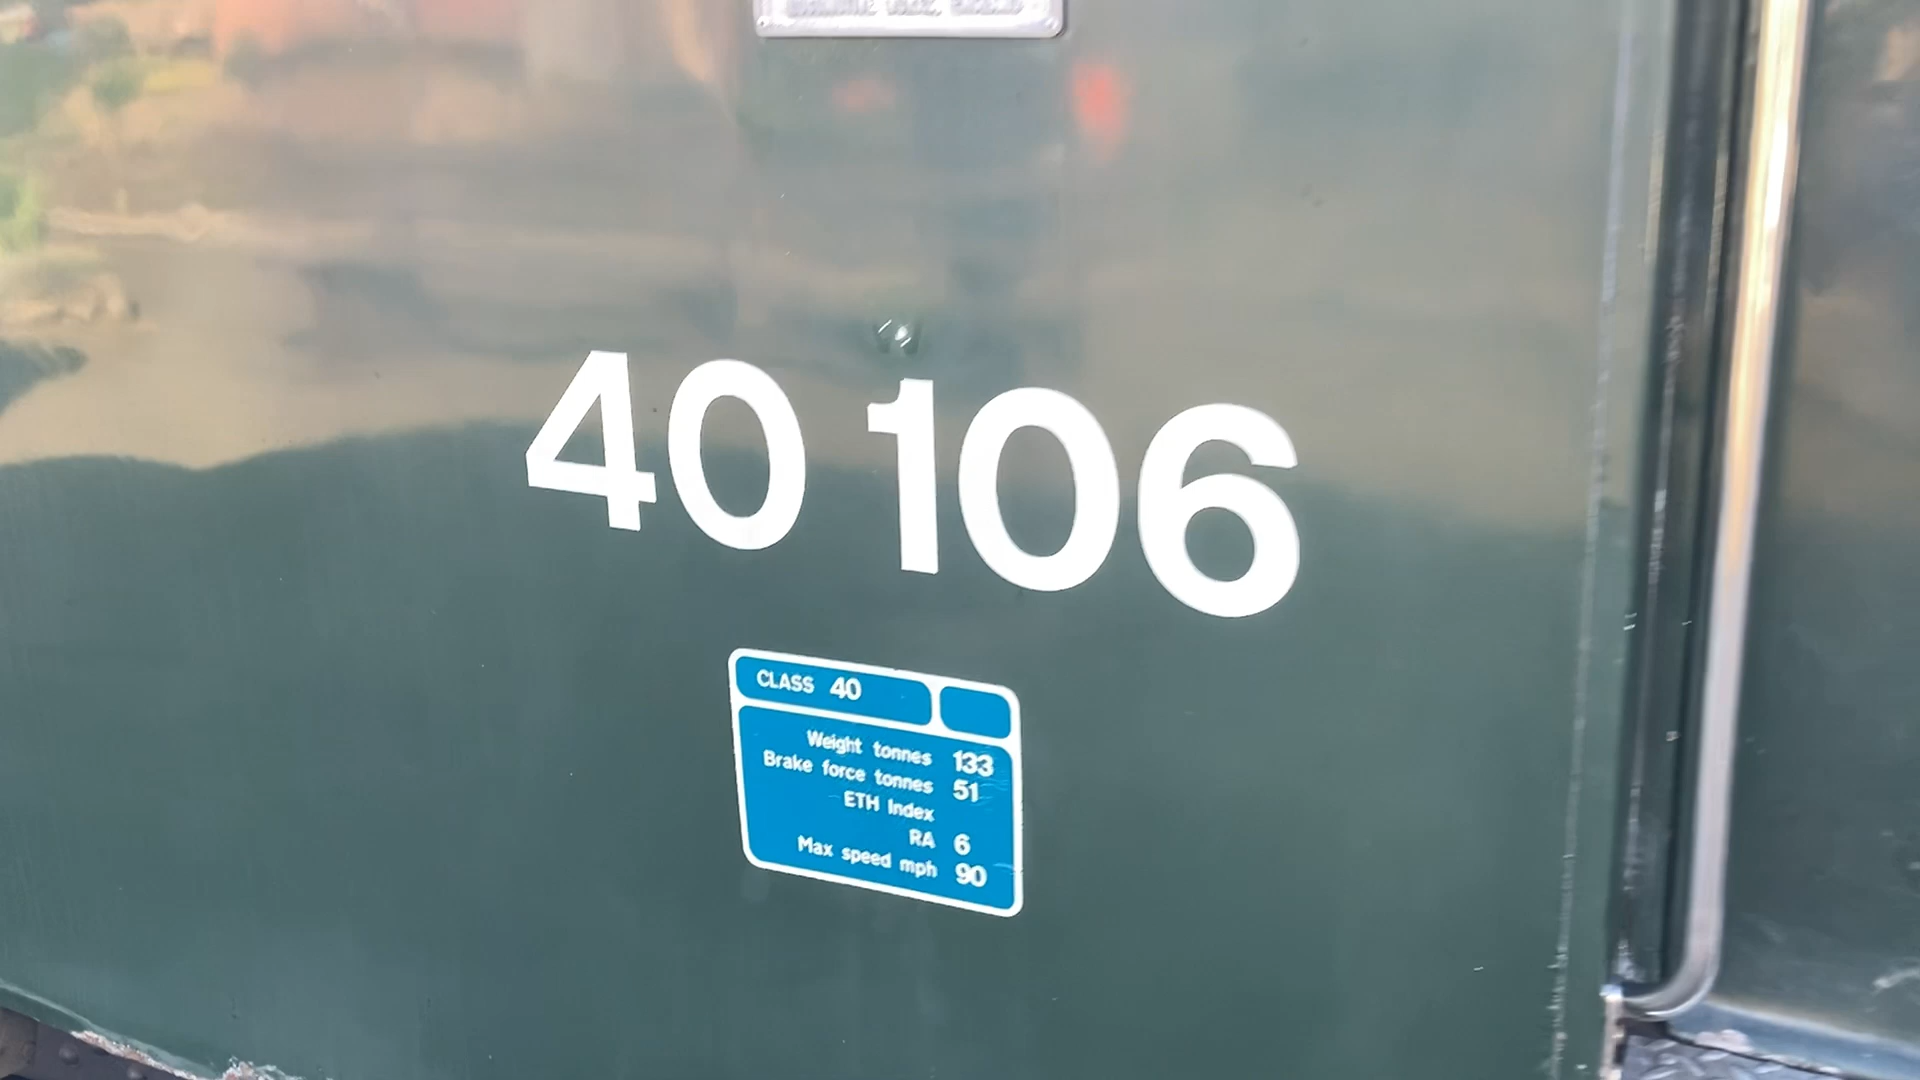 40 106
CLASS 40
Weight tonnes 133
Brake force tonnes 51
ETH Index
RA 6
Max speed mph 90